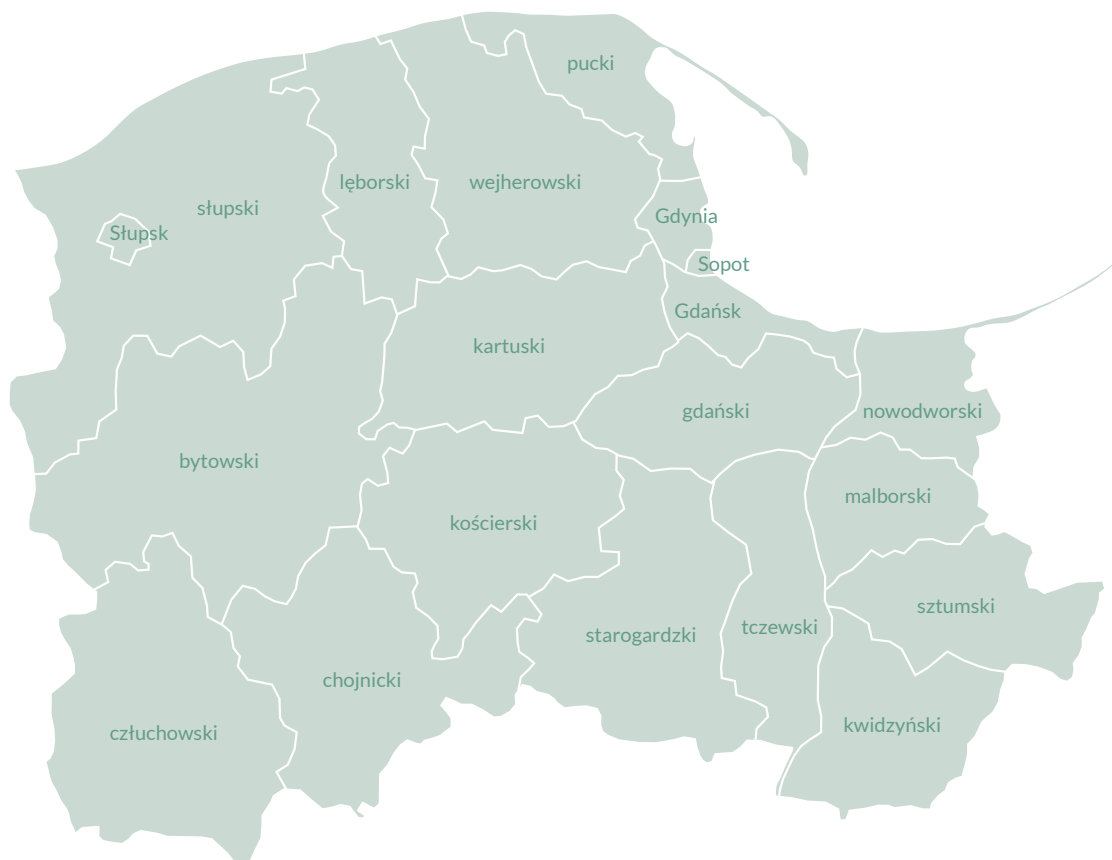 pucki
lęborski
wejherowski
słupski
Gdynia
Słupsk
Sopot
Gdańsk
kartuski
gdański
nowodworski
bytowski
malborski
kościerski
sztumski
tczewski
starogardzki
chojnicki
kwidzyński
człuchowski